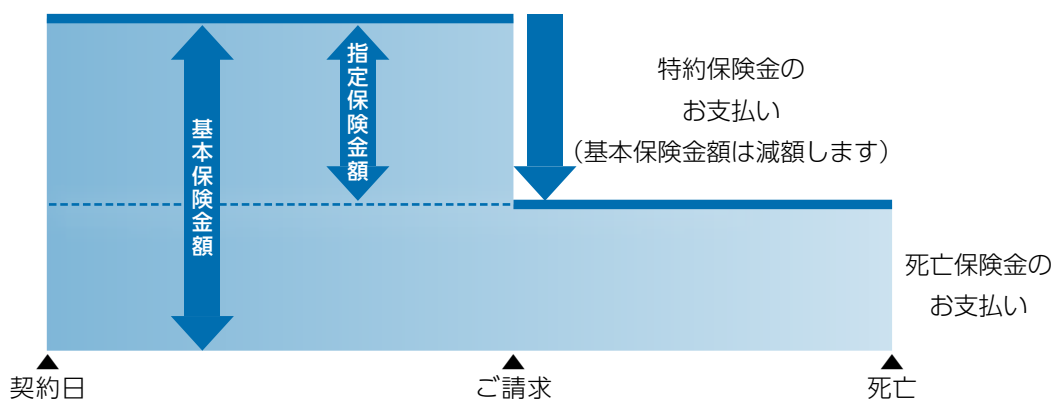 基本保険金額
指定保険金額
特約保険金の
お支払い
（基本保険金額は減額します）
死亡保険金の
お支払い
契約日
ご請求
死亡